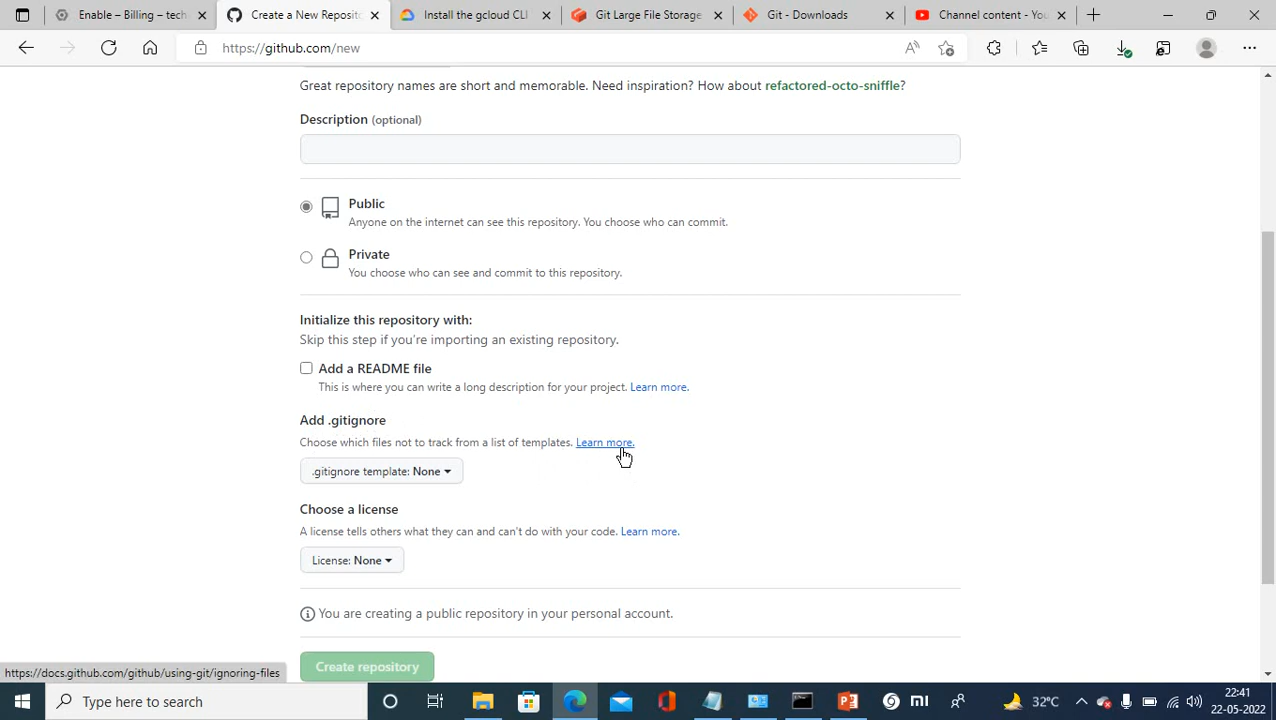 Enable – Billing – tech
Create a New Reposito
Install the gcloud CLI
Git Large File Storage
Git - Downloads
Channel content - You
https://github.com/new
Great repository names are short and memorable. Need inspiration? How about refactored-octo-sniffle?
Description (optional)
Public
Anyone on the internet can see this repository. You choose who can commit.
Private
You choose who can see and commit to this repository.
Initialize this repository with:
Skip this step if you're importing an existing repository.
Add a README file
This is where you can write a long description for your project. Learn more.
Add .gitignore
Choose which files not to track from a list of templates. Learn more.
.gitignore template: None
Choose a license
A license tells others what they can and can't do with your code. Learn more.
License: None
You are creating a public repository in your personal account.
Create repository
https://docs.github.com/github/using-git/ignoring-files
Type here to search
32°C
22:41
22-05-2022